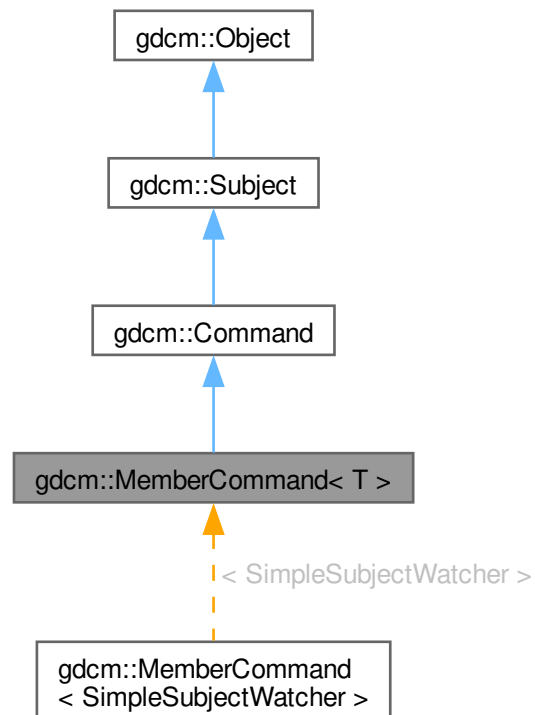 gdcm::Object
gdcm::Subject
gdcm::Command
gdcm::MemberCommand< T >
< SimpleSubjectWatcher >
gdcm::MemberCommand
< SimpleSubjectWatcher >